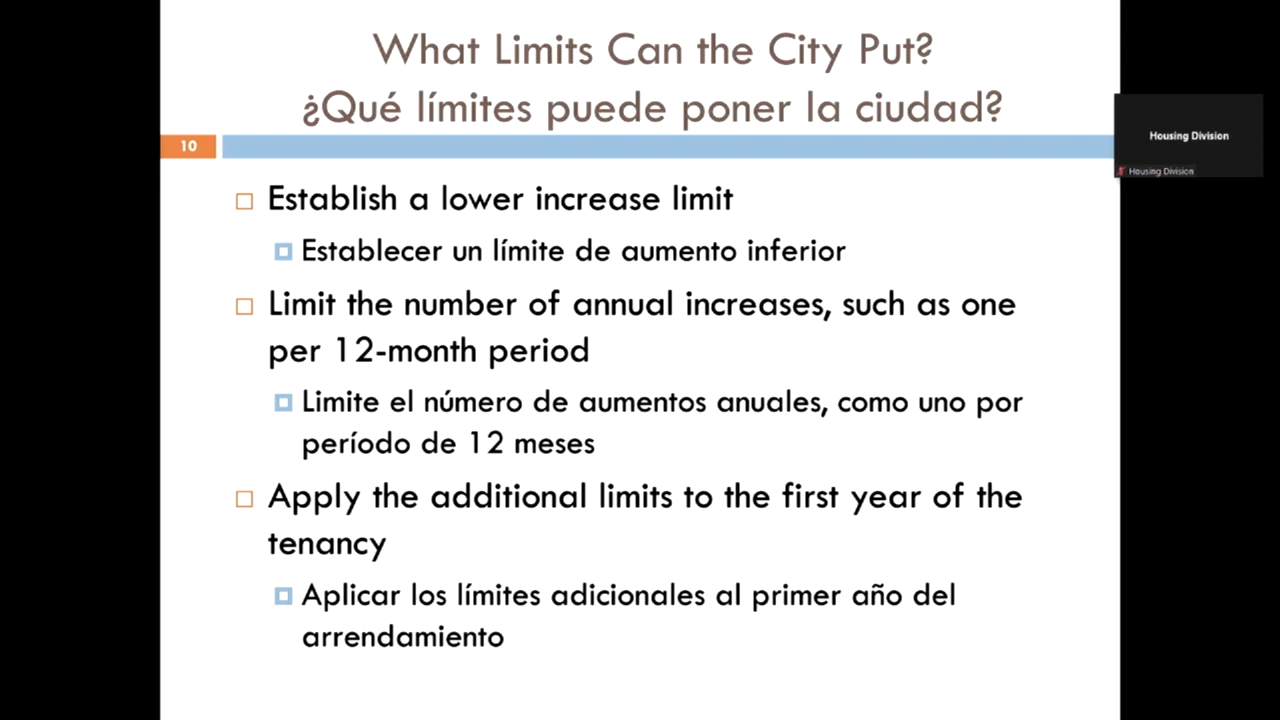 What Limits Can the City Put?
¿Qué límites puede poner la ciudad?
10
Housing Division
Housing Division
Establish a lower increase limit
Establecer un límite de aumento inferior
Limit the number of annual increases, such as one
per 12-month period
Limite el número de aumentos anuales, como uno por
período de 12 meses
Apply the additional limits to the first year of the
tenancy
Aplicar los límites adicionales al primer año del
arrendamiento